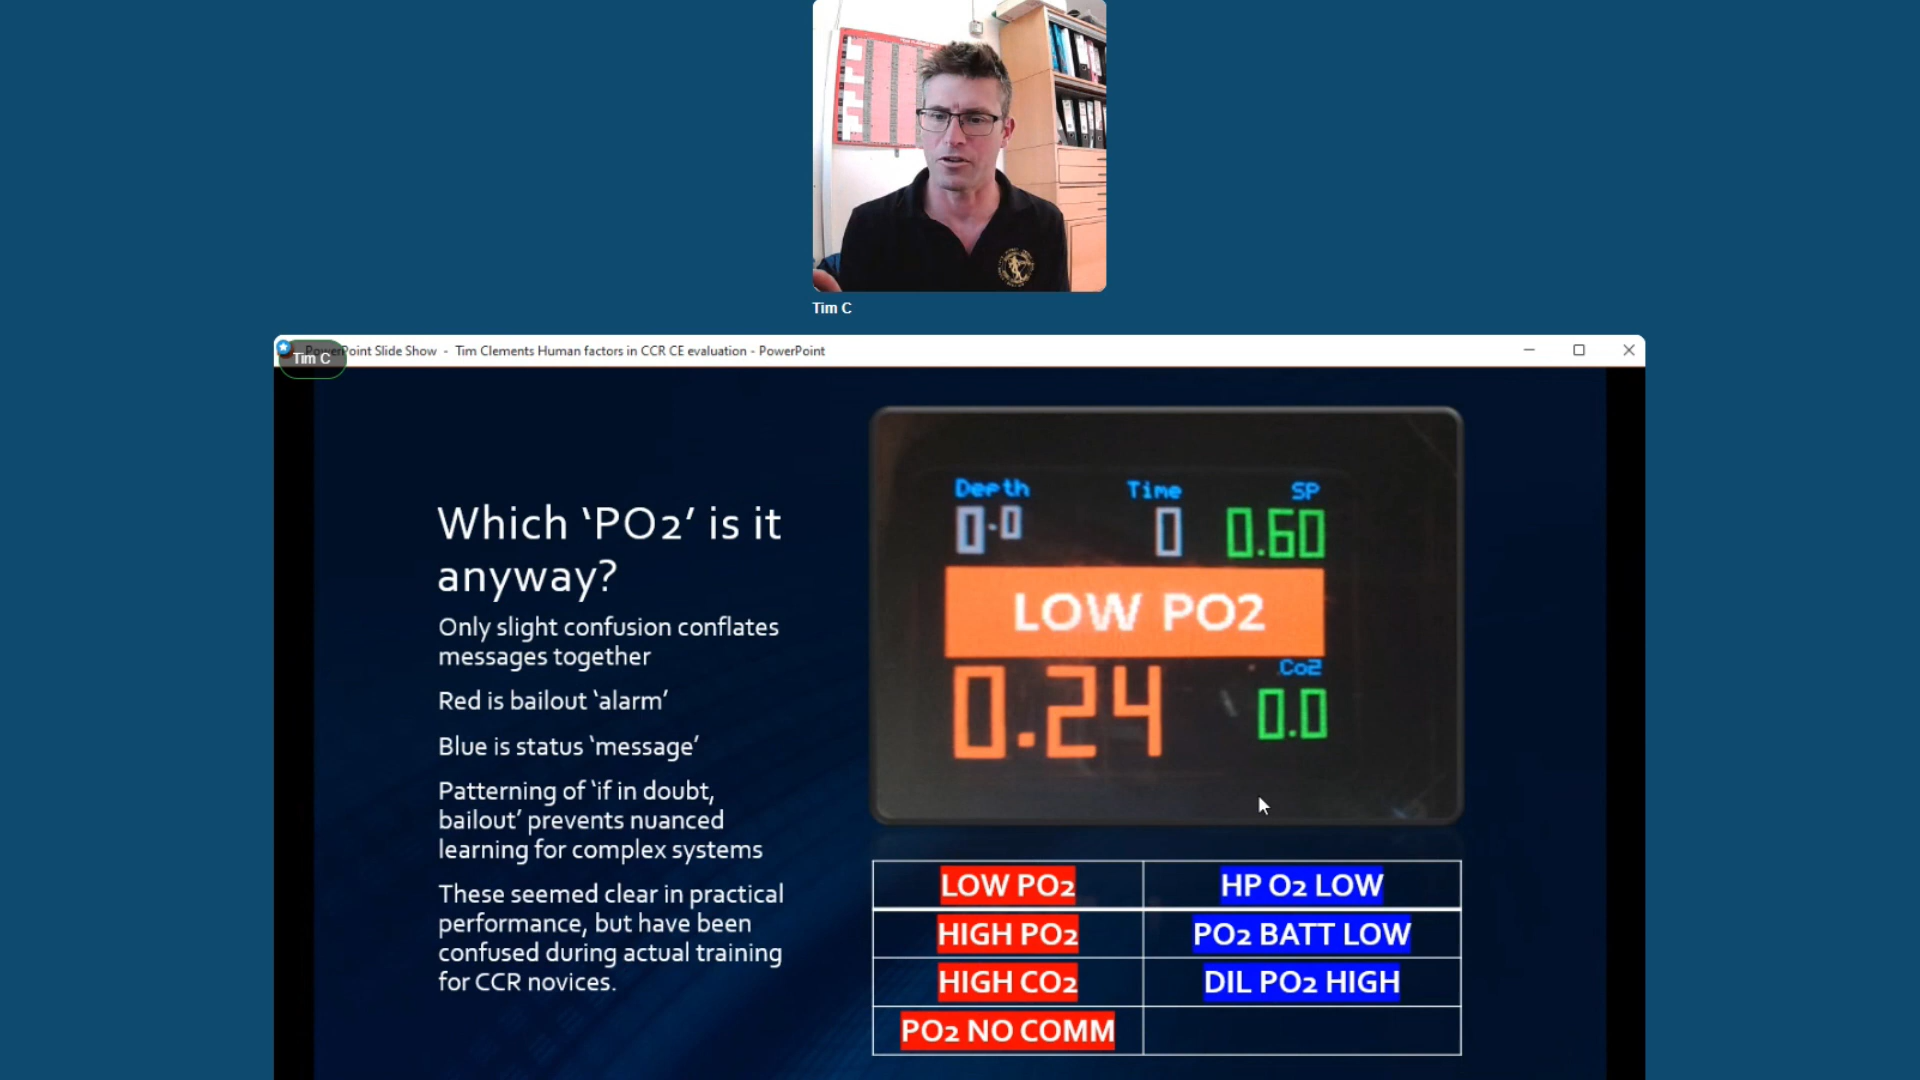 Tim C
PowerPoint Slide Show - Tim Clements Human factors in CCR CE evaluation - PowerPoint
Tim C
Which ‘PO2’ is it
anyway?
Only slight confusion conflates
messages together
Red is bailout ‘alarm’
Blue is status ‘message’
Patterning of ‘if in doubt,
bailout’ prevents nuanced
learning for complex systems
These seemed clear in practical
performance, but have been
confused during actual training
for CCR novices.
Depth Time SP
0.0 0 0.60
LOW PO2
Co2
0.24 0.0
LOW PO2 HP O2 LOW
HIGH PO2 PO2 BATT LOW
HIGH CO2 DIL PO2 HIGH
PO2 NO COMM